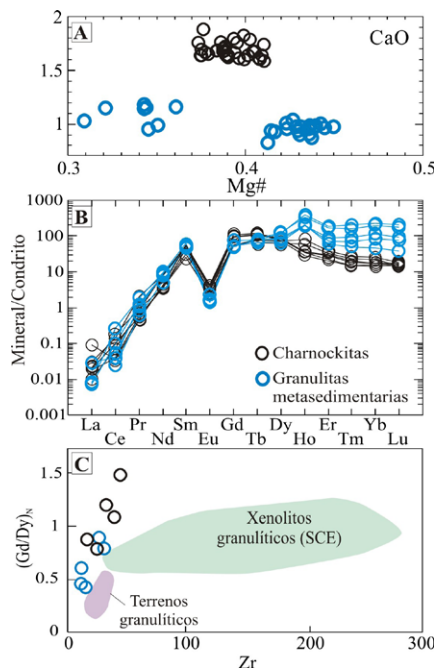 A
CaO
2
1.5
1
0.3
0.4
0.5
Mg#
B
1000
100
10
1
0.1
0.01
0.001
Mineral/Condrito
Charnockitas
Granulitas
metasedimentarias
La Pr Sm Gd Dy Er Yb
Ce Nd Eu Tb Ho Tm Lu
C
1.5
1
0.5
0
(Gd/Dy)N
Xenolitos
granulíticos (SCE)
Terrenos
granulíticos
0 100 200 300
Zr